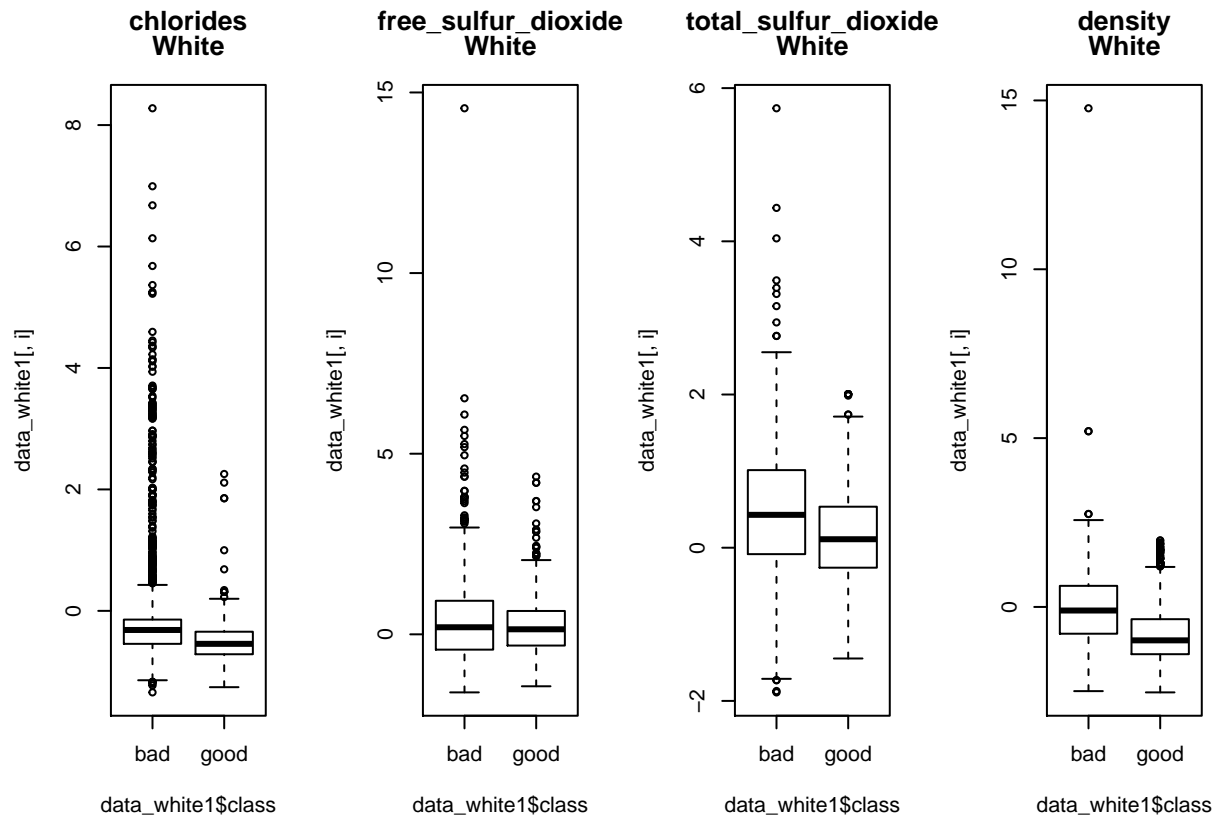 chlorides
White
data_white1[, i]
8
6
4
2
0
bad good
data_white1$class
free_sulfur_dioxide
White
data_white1[, i]
15
10
5
0
bad good
data_white1$class
total_sulfur_dioxide
White
data_white1[, i]
6
4
2
0
−2
bad good
data_white1$class
density
White
data_white1[, i]
15
10
5
0
bad good
data_white1$class